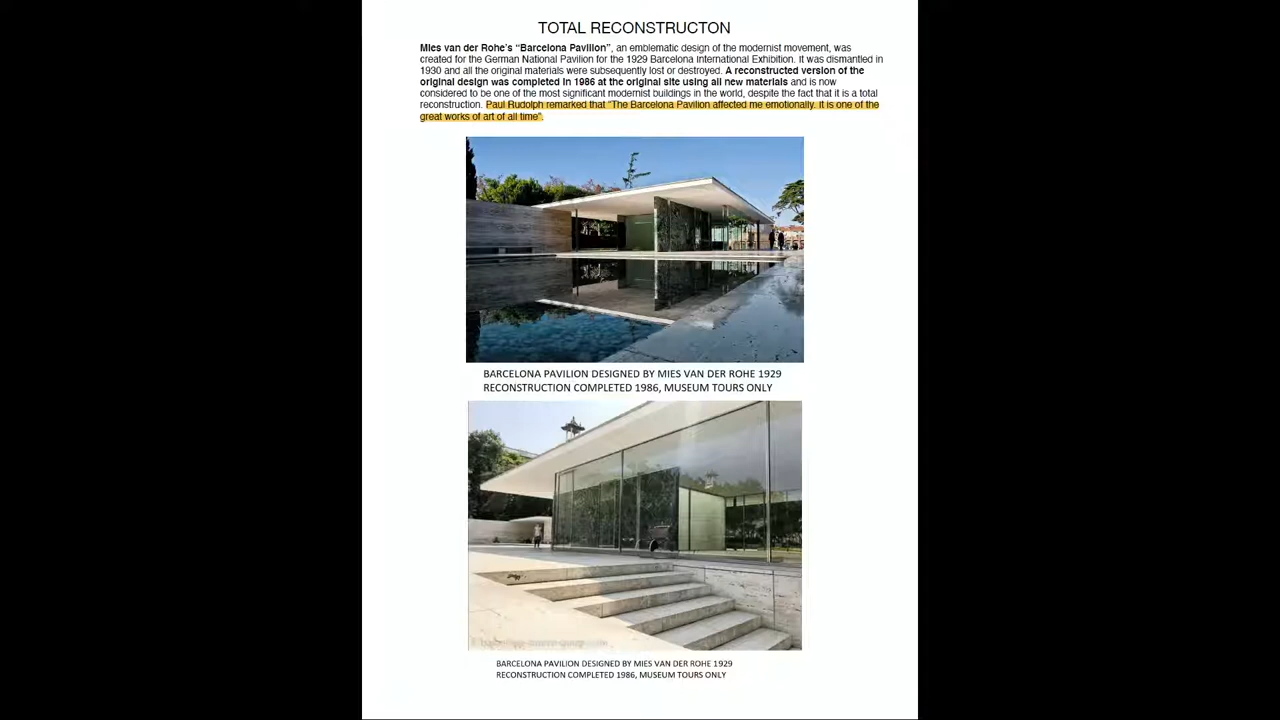 TOTAL RECONSTRUCTON
Mies van der Rohe's "Barcelona Pavilion", an emblematic design of the modernist movement, was
created for the German National Pavilion for the 1929 Barcelona International Exhibition. It was dismantled in
1930 and all the original materials were subsequently lost or destroyed. A reconstructed version of the
original design was completed in 1986 at the original site using all new materials and is now
considered to be one of the most significant modernist buildings in the world, despite the fact that it is a total
reconstruction. Paul Rudolph remarked that "The Barcelona Pavilion affected me emotionally. It is one of the
great works of art of all time".
BARCELONA PAVILION DESIGNED BY MIES VAN DER ROHE 1929
RECONSTRUCTION COMPLETED 1986, MUSEUM TOURS ONLY
BARCELONA PAVILION DESIGNED BY MIES VAN DER ROHE 1929
RECONSTRUCTION COMPLETED 1986, MUSEUM TOURS ONLY